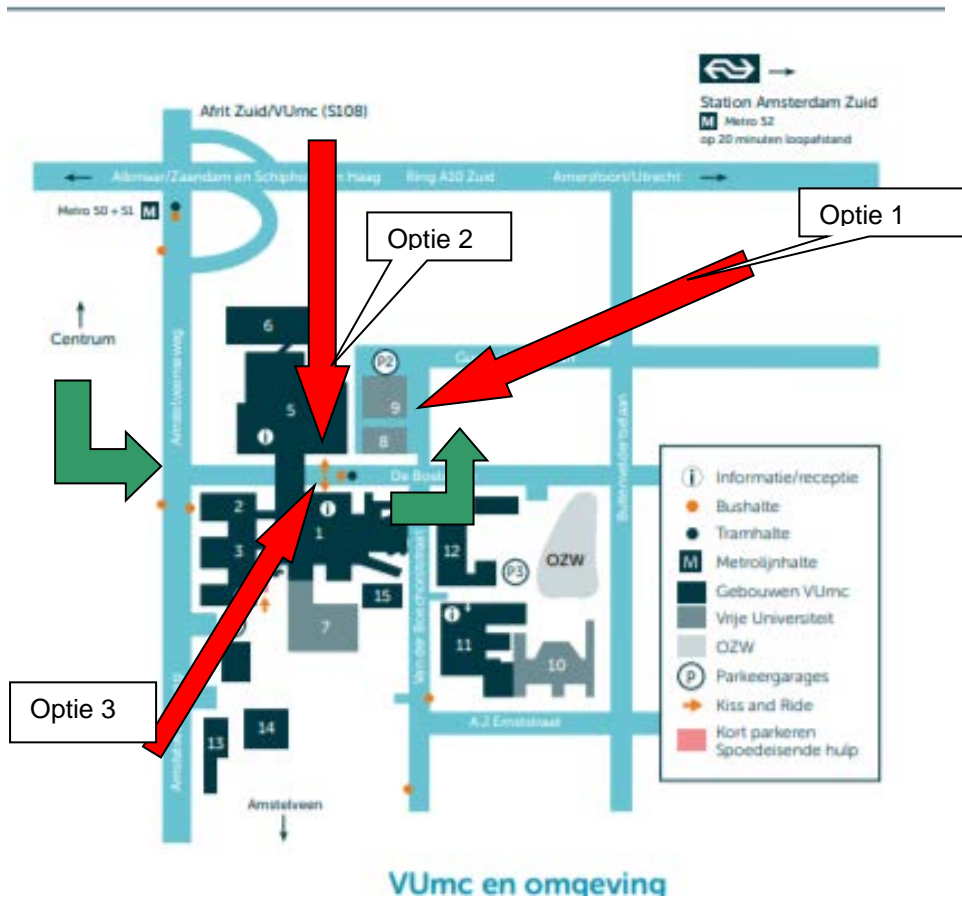 Station Amsterdam Zuid
M Metro 52
op 20 minuten loopafstand
Afrit Zuid/VUmc (S108)
Alkmaar/Zaandam en
Haag
Ring A10 Zuid
Amersfoort/Utrecht
Metro 50 + 51 M
Optie 1
Optie 2
Centrum
Amstelveenseweg
6
P2
5
9
i
8
De
Buitenveldertselaan
2
i
1
3
12
P3
OZW
15
Van der Boechorststraat
7
i 4
11
10
Optie 3
14
13
A.J. Ernststraat
Amstelveen
i Informatie/receptie
Bushalte
Tramhalte
M Metrolijnhalte
Gebouwen VUmc
Vrije Universiteit
OZW
P Parkeergarages
Kiss and Ride
Kort parkeren
Spoedeisende hulp
VUmc en omgeving